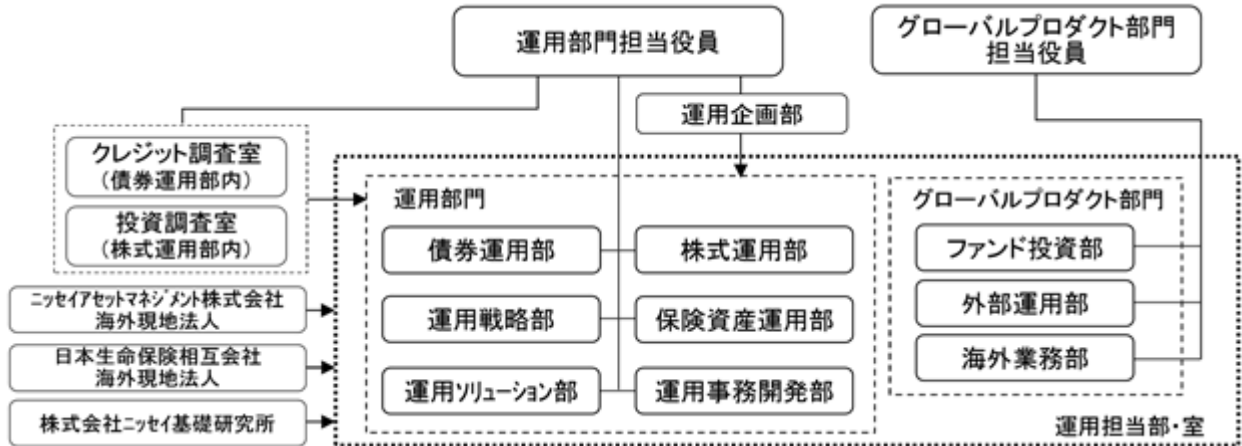 運用部門担当役員
グローバルプロダクト部門
担当役員
運用企画部
クレジット調査室
(債券運用部内)
投資調査室
(株式運用部内)
運用部門
債券運用部
株式運用部
運用戦略部
保険資産運用部
運用ソリューション部
運用事務開発部
グローバルプロダクト部門
ファンド投資部
外部運用部
海外業務部
ニッセイアセットマネジメント株式会社
海外現地法人
日本生命保険相互会社
海外現地法人
株式会社ニッセイ基礎研究所
運用担当部・室